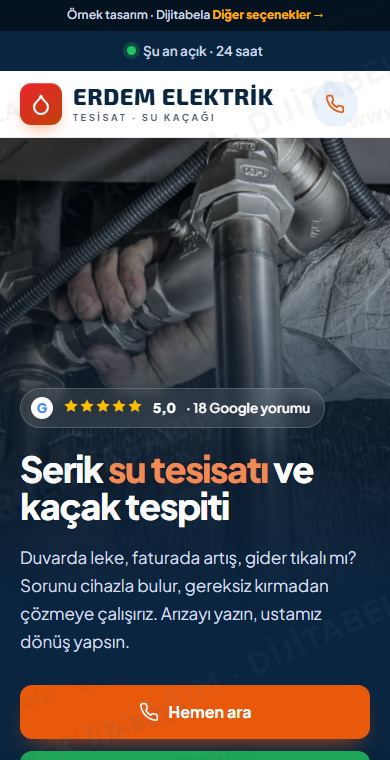 Örnek tasarım · Dijitabela Diğer seçenekler →
Şu an açık · 24 saat
ERDEM ELEKTRİK
TESİSAT · SU KAÇAĞI
G 5,0 · 18 Google yorumu
Serik su tesisatı ve
kaçak tespiti
Duvarda leke, faturada artış, gider tıkalı mı?
Sorunu cihazla bulur, gereksiz kırmadan
çözmeye çalışırız. Arızayı yazın, ustamız
dönüş yapsın.
Hemen ara